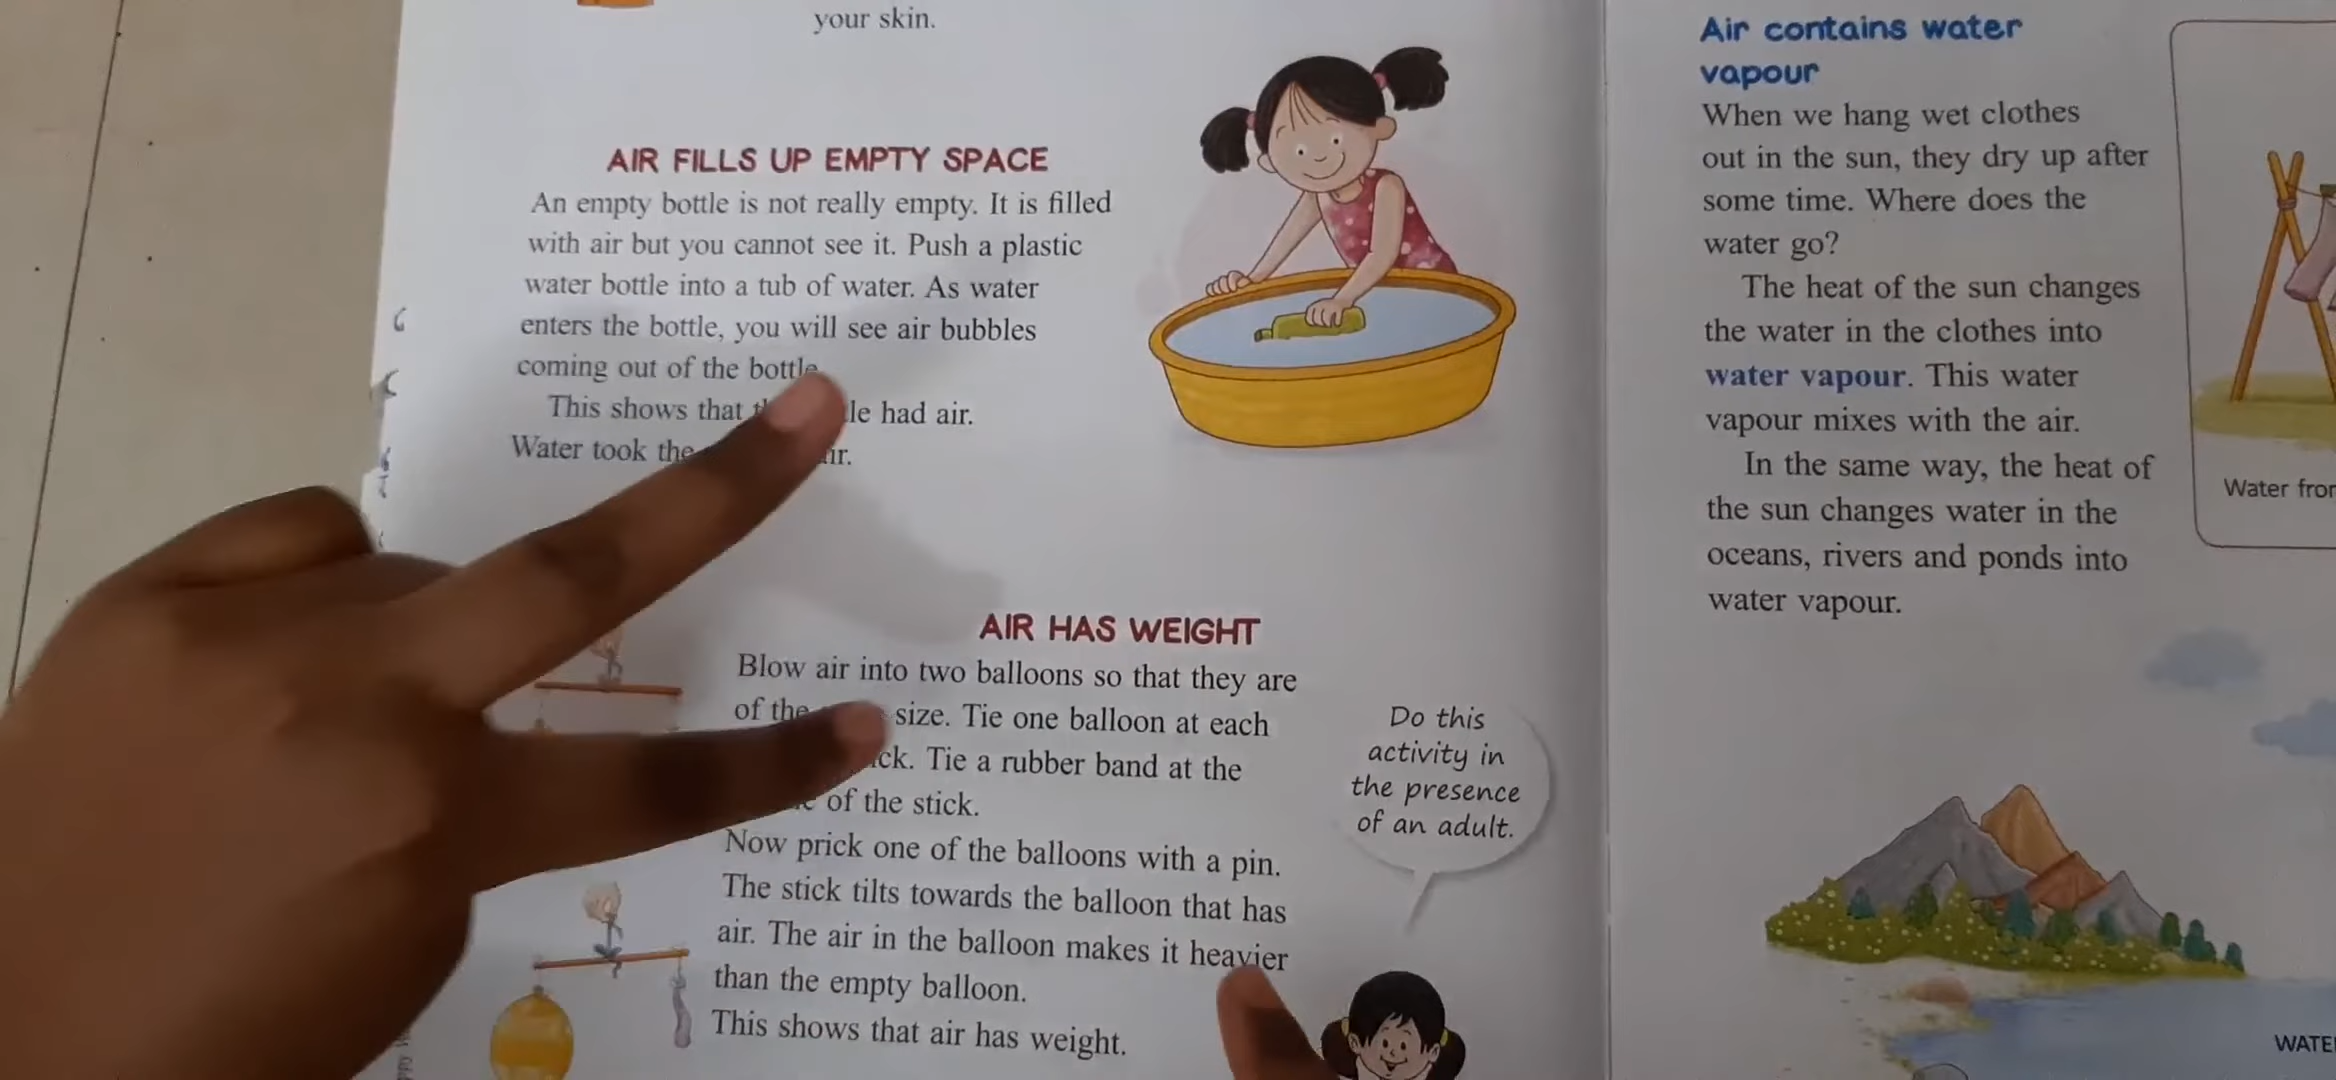 your skin.
AIR FILLS UP EMPTY SPACE
An empty bottle is not really empty. It is filled
with air but you cannot see it. Push a plastic
water bottle into a tub of water. As water
enters the bottle, you will see air bubbles
coming out of the bottle
This shows that had air.
Water took the
AIR HAS WEIGHT
Blow air into two balloons so that they are
of the size. Tie one balloon at each
Tie a rubber band at the
of the stick.
Now prick one of the balloons with a pin.
The stick tilts towards the balloon that has
air. The air in the balloon makes it heavier
than the empty balloon.
This shows that air has weight.
Do this
activity in
the presence
of an adult.
Air contains water
vapour
When we hang wet clothes
out in the sun, they dry up after
some time. Where does the
water go?
The heat of the sun changes
the water in the clothes into
water vapour. This water
vapour mixes with the air.
In the same way, the heat of
the sun changes water in the
oceans, rivers and ponds into
water vapour.
Water